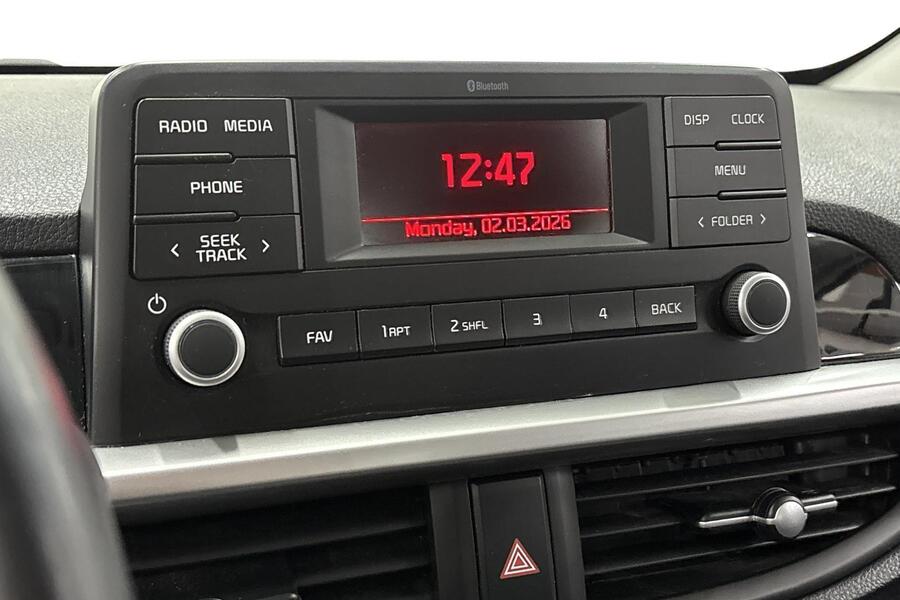 Bluetooth
RADIO MEDIA
PHONE
< SEEK TRACK >
12:47
Monday, 02.03.2026
DISP CLOCK
MENU
< FOLDER >
FAV
1 RPT
2 SHFL
3
4
BACK